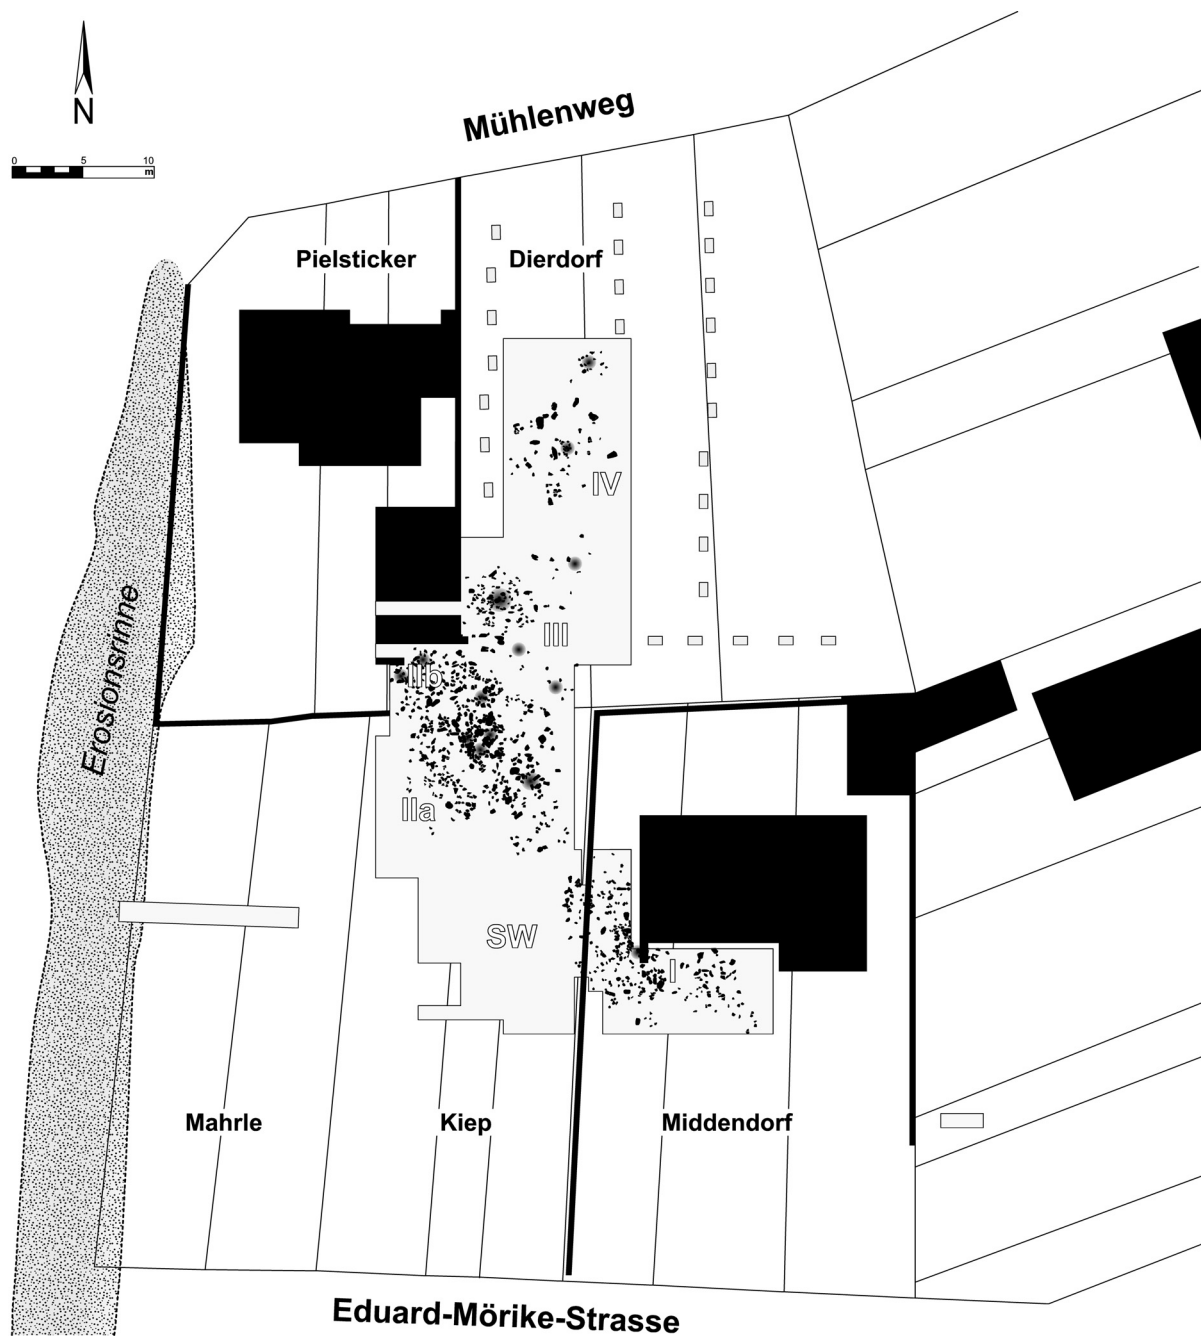 Mühlenweg
N
0 5 10
m
Pielsticker
Dierdorf
IV
Erosionsrinne
III
IIb
IIa
SW
I
Mahrle
Kiep
Middendorf
Eduard-Mörike-Strasse